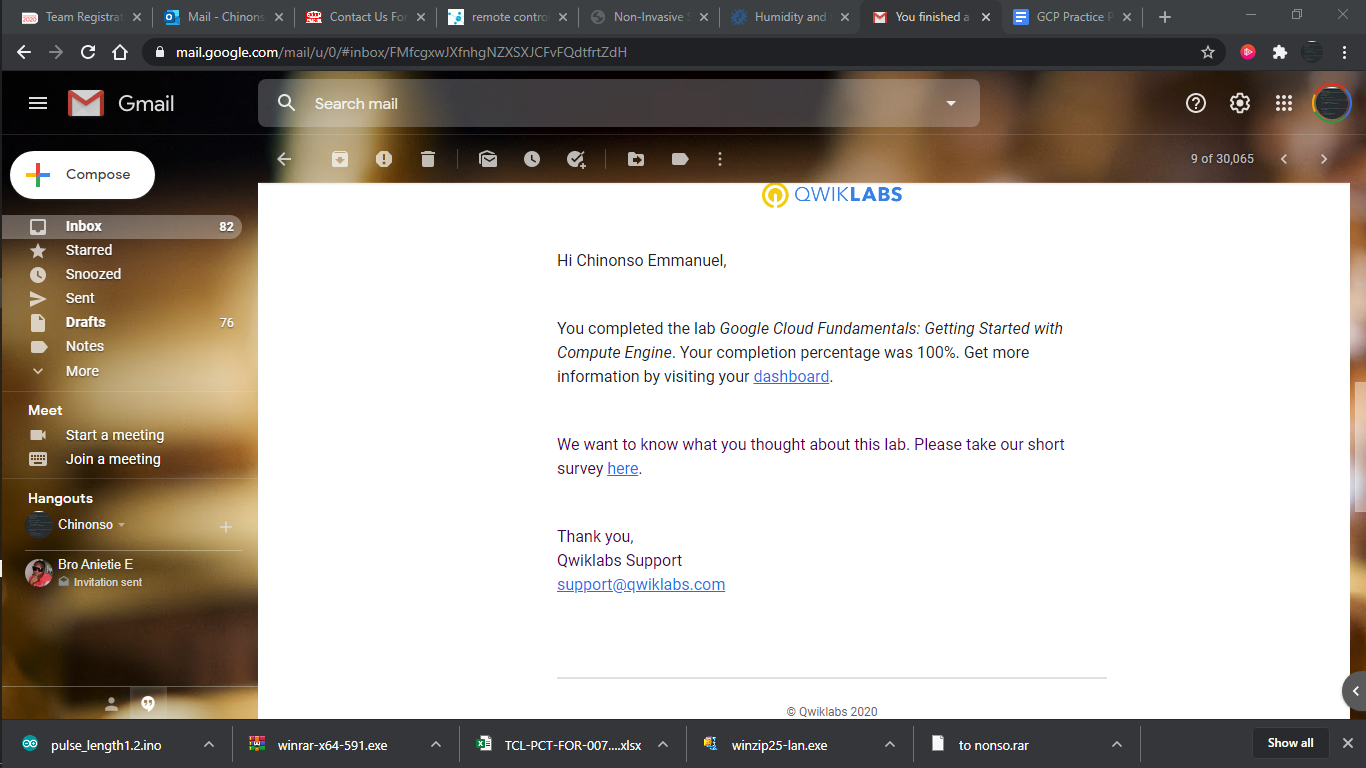 Team Registrat
Mail - Chinons
Contact Us For
remote contro
Non-Invasive S
Humidity and
You finished a
GCP Practice P
mail.google.com/mail/u/0/#inbox/FMfcgxwJXfnhgNZXSXJCFvFQdtfrtZdH
Gmail
Search mail
Compose
9 of 30,065
Inbox 82
Starred
Snoozed
Sent
Drafts 76
Notes
More
Meet
Start a meeting
Join a meeting
Hangouts
Chinonso
Bro Anietie E
Invitation sent
QWIKLABS
Hi Chinonso Emmanuel,
You completed the lab Google Cloud Fundamentals: Getting Started with
Compute Engine. Your completion percentage was 100%. Get more
information by visiting your dashboard.
We want to know what you thought about this lab. Please take our short
survey here.
Thank you,
Qwiklabs Support
support@qwiklabs.com
© Qwiklabs 2020
pulse_length1.2.ino
winrar-x64-591.exe
TCL-PCT-FOR-007....xlsx
winzip25-lan.exe
to nonso.rar
Show all